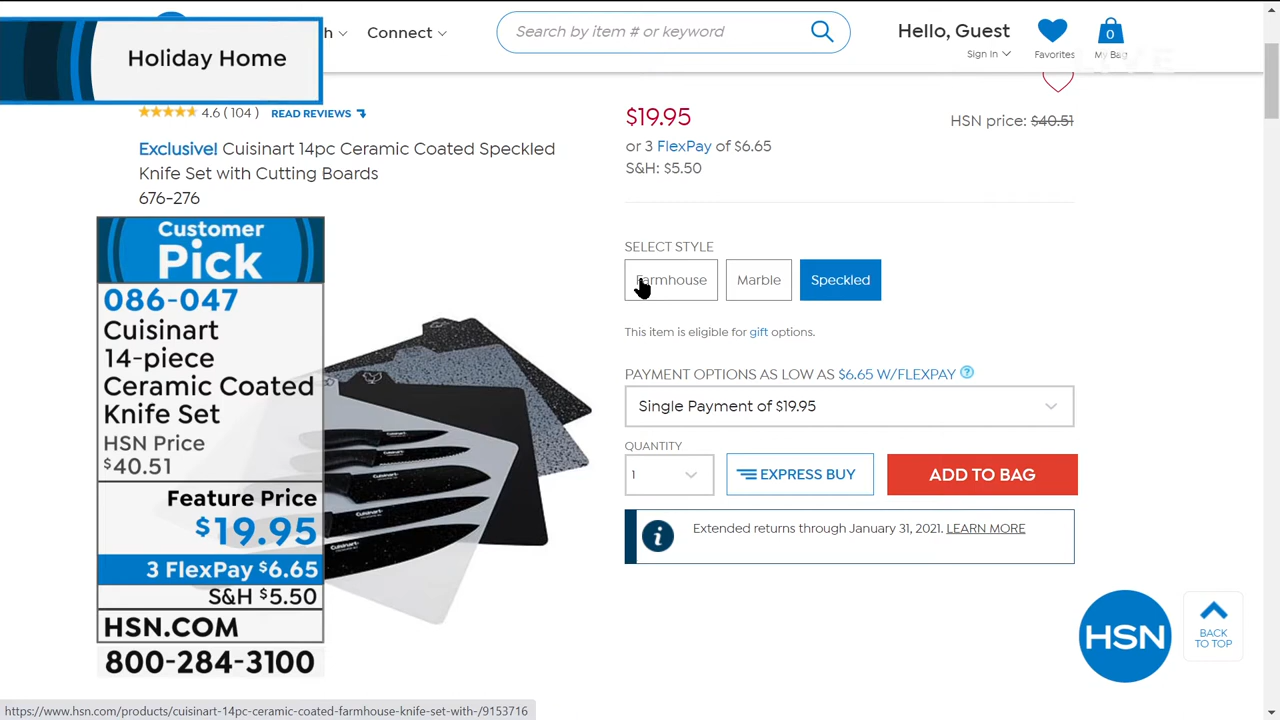 Holiday Home
h
Connect
Search by item # or keyword
Hello, Guest
Sign In
Favorites
0
My Bag
LIVE
4.6 ( 104 )
READ REVIEWS
Exclusive! Cuisinart 14pc Ceramic Coated Speckled
Knife Set with Cutting Boards
676-276
$19.95
HSN price: $40.51
or 3 FlexPay of $6.65
S&H: $5.50
SELECT STYLE
Farmhouse
Marble
Speckled
This item is eligible for gift options.
PAYMENT OPTIONS AS LOW AS $6.65 W/FLEXPAY ?
Single Payment of $19.95
QUANTITY
1
EXPRESS BUY
ADD TO BAG
i
Extended returns through January 31, 2021. LEARN MORE
Customer
Pick
086-047
Cuisinart
14-piece
Ceramic Coated
Knife Set
HSN Price
$40.51
Feature Price
$19.95
3 FlexPay $6.65
S&H $5.50
HSN.COM
800-284-3100
Cuisinart
Cuisinart
Cuisinart
HSN
BACK
TO TOP
https://www.hsn.com/products/cuisinart-14pc-ceramic-coated-farmhouse-knife-set-with-/9153716